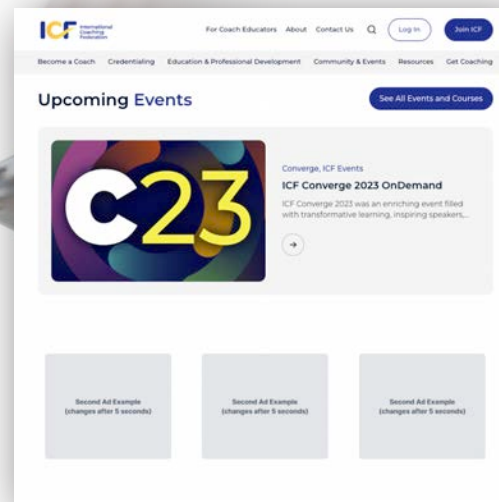 ICF International
Coaching
Federation
For Coach Educators About Contact Us Log In Join ICF
Become a Coach Credentialing Education & Professional Development Community & Events Resources Get Coaching
Upcoming Events
See All Events and Courses
C23
Converge, ICF Events
ICF Converge 2023 OnDemand
ICF Converge 2023 was an enriching event filled
with transformative learning, inspiring speakers,...
Second Ad Example
(changes after 5 seconds)
Second Ad Example
(changes after 5 seconds)
Second Ad Example
(changes after 5 seconds)